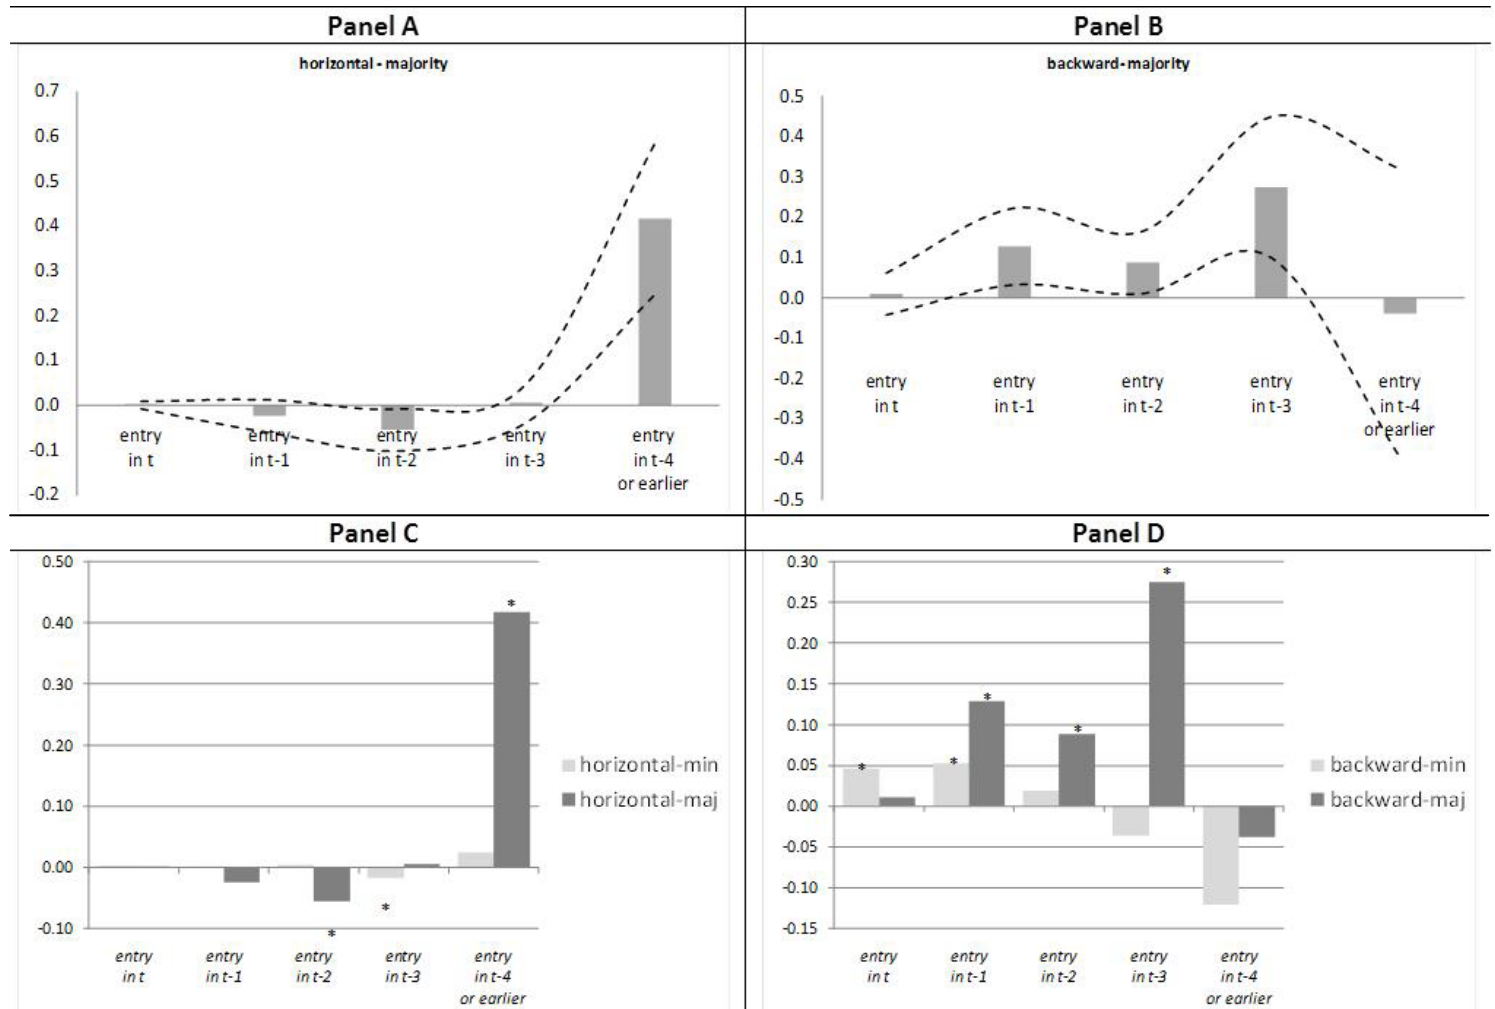 Panel A
Panel B
horizontal - majority
backward- majority
0.7
0.6
0.5
0.4
0.3
0.2
0.1
0.0
-0.1
-0.2
entry
in t
entry
in t-1
entry
in t-2
entry
in t-3
entry
in t-4
or earlier
0.5
0.4
0.3
0.2
0.1
0.0
-0.1
-0.2
-0.3
-0.4
-0.5
entry
in t
entry
in t-1
entry
in t-2
entry
in t-3
entry
in t-4
or earlier
Panel C
Panel D
0.50
0.40
0.30
0.20
0.10
0.00
-0.10
*
*
*
entry
in t
entry
in t-1
entry
in t-2
entry
in t-3
entry
in t-4
or earlier
horizontal-min
horizontal-maj
0.30
0.25
0.20
0.15
0.10
0.05
0.00
-0.05
-0.10
-0.15
*
*
*
*
*
entry
in t
entry
in t-1
entry
in t-2
entry
in t-3
entry
in t-4
or earlier
backward-min
backward-maj